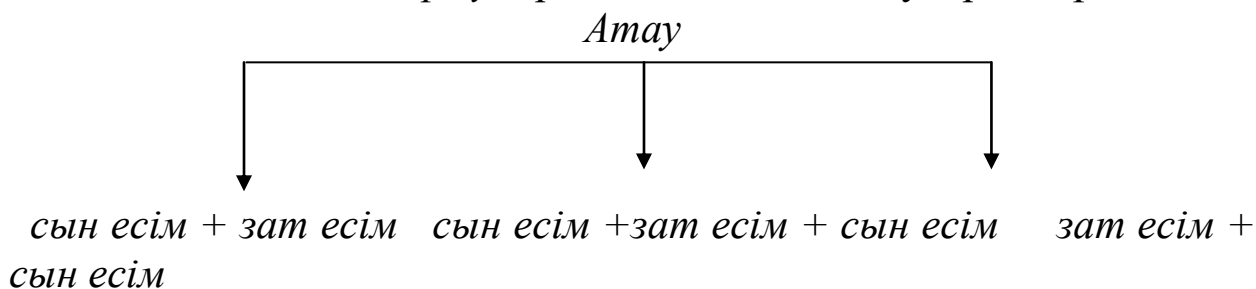 Атау
сын есім + зат есім сын есім +зат есім + сын есім зат есім +
сын есім